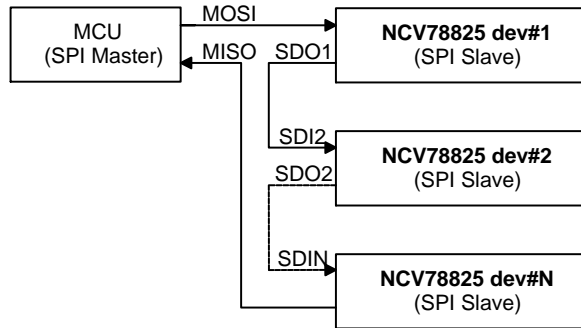 MCU
(SPI Master)
MOSI
MISO
NCV78825 dev#1
(SPI Slave)
SDO1
SDI2
NCV78825 dev#2
(SPI Slave)
SDO2
SDIN
NCV78825 dev#N
(SPI Slave)